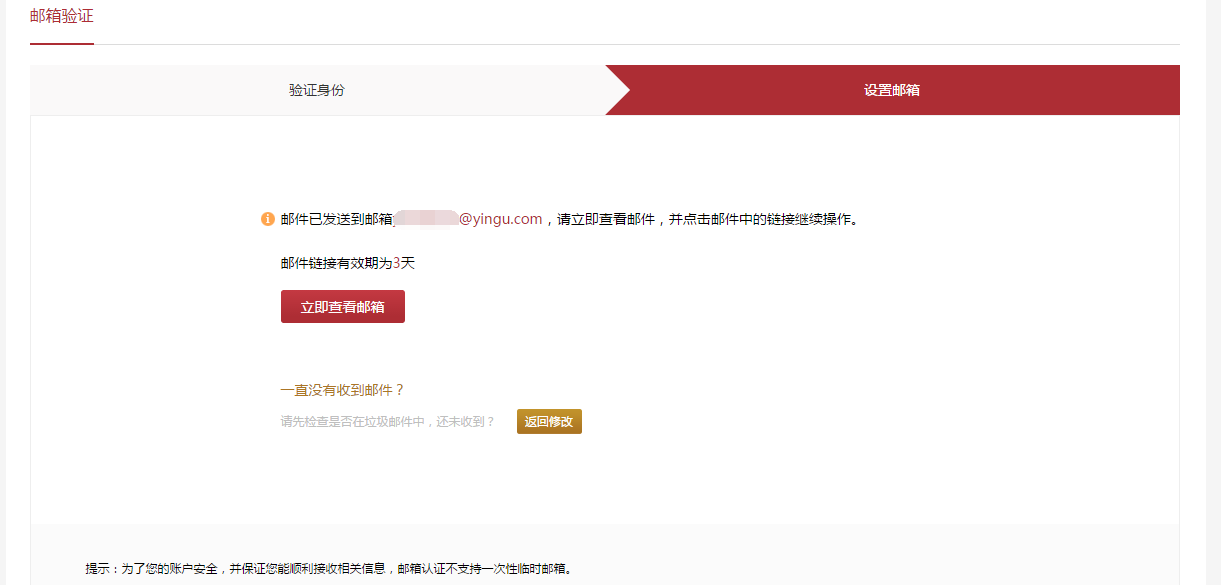 邮箱验证
验证身份
设置邮箱
邮件已发送到邮箱@yingu.com，请立即查看邮件，并点击邮件中的链接继续操作。
邮件链接有效期为3天
立即查看邮箱
一直没有收到邮件？
请先检查是否在垃圾邮件中，还未收到？
返回修改
提示：为了您的账户安全，并保证您能顺利接收相关信息，邮箱认证不支持一次性临时邮箱。